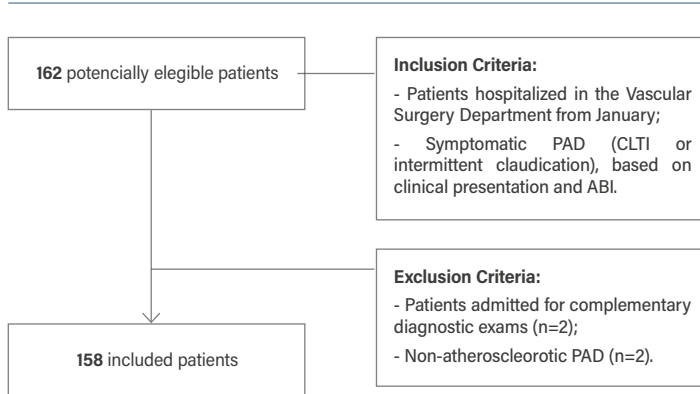 162 potencially elegible patients
Inclusion Criteria:
- Patients hospitalized in the Vascular
Surgery Department from January;
- Symptomatic PAD (CLTI or
intermittent claudication), based on
clinical presentation and ABI.
Exclusion Criteria:
- Patients admitted for complementary
diagnostic exams (n=2);
- Non-atheroscleorotic PAD (n=2).
158 included patients